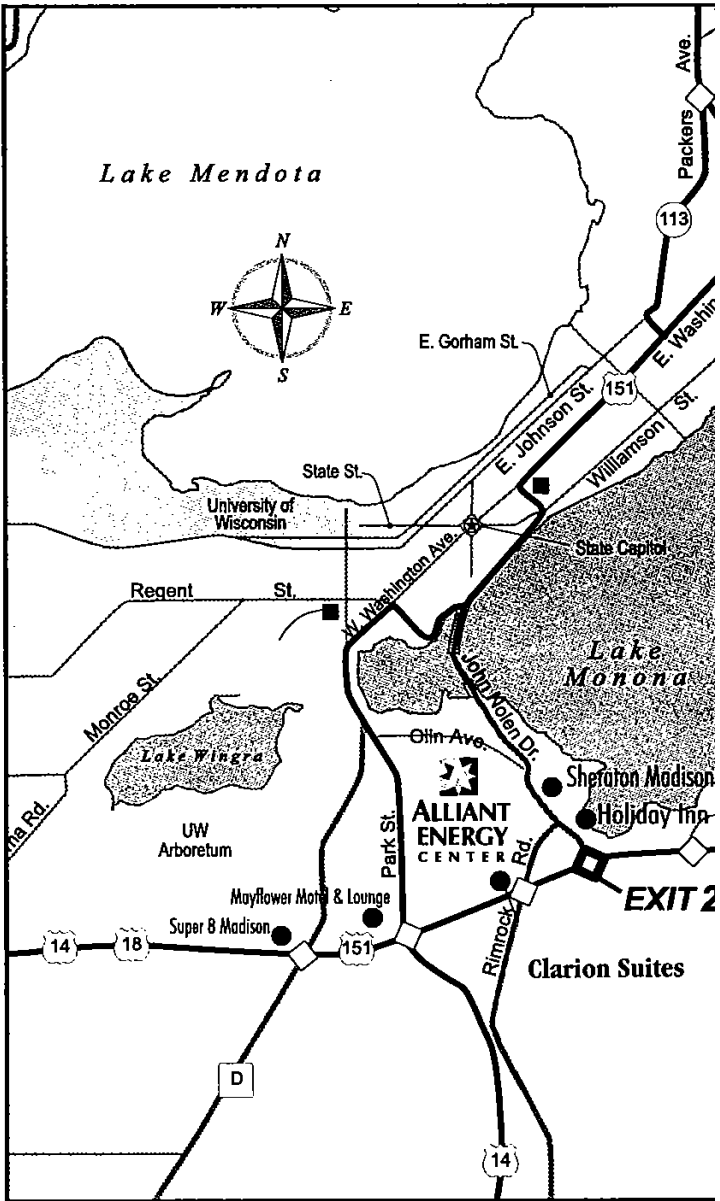 Packers Ave.
Lake Mendota
113
N
W E
S
E. Gorham St.
E. Washin
151
E. Johnson St.
Williamson St.
State St.
University of
Wisconsin
State Capitol
W. Washington Ave.
Regent St.
Lake
Monona
John Nolen Dr.
Monroe St.
Olin Ave.
Lake Wingra
Sheraton Madison
Holiday Inn
ALLIANT
ENERGY
CENTER
ma Rd.
UW
Arboretum
Park St.
Rimrock Rd.
EXIT 2
Mayflower Motel & Lounge
Super 8 Madison
14
18
151
Clarion Suites
D
14